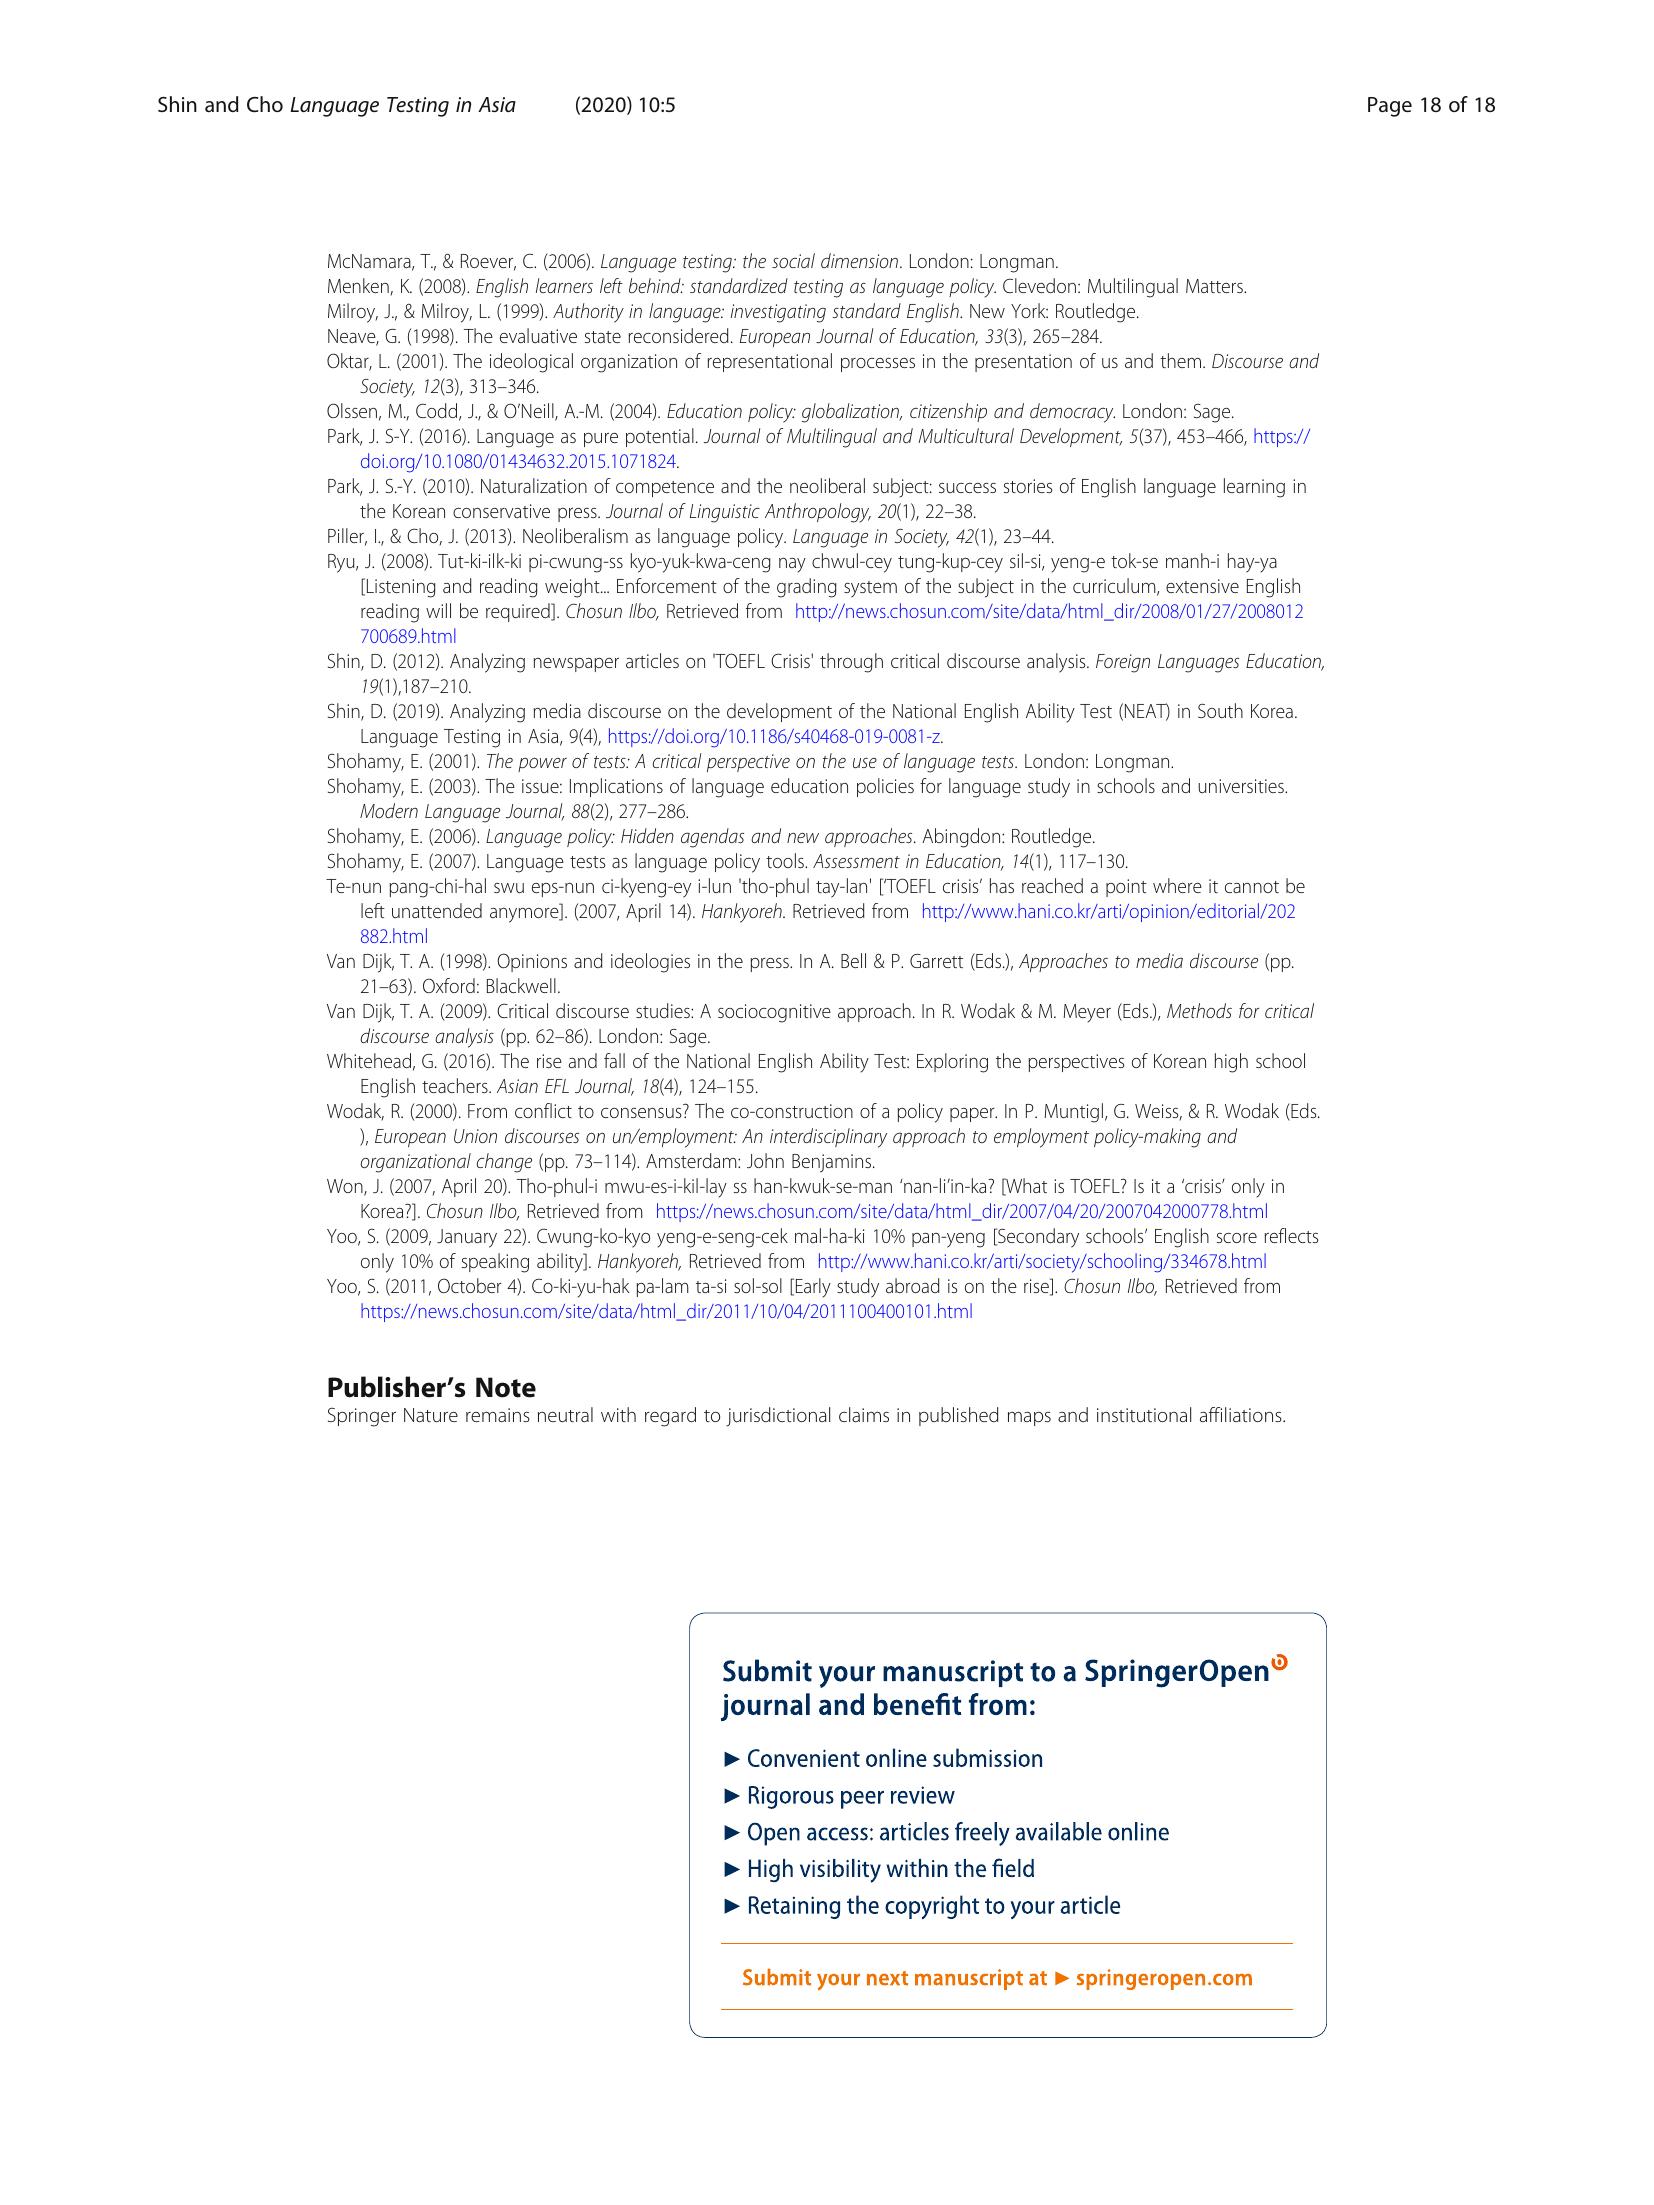 Shin and Cho Language Testing in Asia (2020) 10:5 Page 18 of 18
McNamara, T., & Roever, C. (2006). Language testing: the social dimension. London: Longman.
Menken, K. (2008). English learners left behind: standardized testing as language policy. Clevedon: Multilingual Matters.
Milroy, J., & Milroy, L. (1999). Authority in language: investigating standard English. New York: Routledge.
Neave, G. (1998). The evaluative state reconsidered. European Journal of Education, 33(3), 265–284.
Oktar, L. (2001). The ideological organization of representational processes in the presentation of us and them. Discourse and
Society, 12(3), 313–346.
Olssen, M., Codd, J., & O'Neill, A.-M. (2004). Education policy: globalization, citizenship and democracy. London: Sage.
Park, J. S-Y. (2016). Language as pure potential. Journal of Multilingual and Multicultural Development, 5(37), 453–466, https://
doi.org/10.1080/01434632.2015.1071824.
Park, J. S.-Y. (2010). Naturalization of competence and the neoliberal subject: success stories of English language learning in
the Korean conservative press. Journal of Linguistic Anthropology, 20(1), 22–38.
Piller, I., & Cho, J. (2013). Neoliberalism as language policy. Language in Society, 42(1), 23–44.
Ryu, J. (2008). Tut-ki-ilk-ki pi-cwung-ss kyo-yuk-kwa-ceng nay chwul-cey tung-kup-cey sil-si, yeng-e tok-se manh-i hay-ya
[Listening and reading weight... Enforcement of the grading system of the subject in the curriculum, extensive English
reading will be required]. Chosun Ilbo, Retrieved from http://news.chosun.com/site/data/html_dir/2008/01/27/2008012
700689.html
Shin, D. (2012). Analyzing newspaper articles on 'TOEFL Crisis' through critical discourse analysis. Foreign Languages Education,
19(1),187–210.
Shin, D. (2019). Analyzing media discourse on the development of the National English Ability Test (NEAT) in South Korea.
Language Testing in Asia, 9(4), https://doi.org/10.1186/s40468-019-0081-z.
Shohamy, E. (2001). The power of tests: A critical perspective on the use of language tests. London: Longman.
Shohamy, E. (2003). The issue: Implications of language education policies for language study in schools and universities.
Modern Language Journal, 88(2), 277–286.
Shohamy, E. (2006). Language policy: Hidden agendas and new approaches. Abingdon: Routledge.
Shohamy, E. (2007). Language tests as language policy tools. Assessment in Education, 14(1), 117–130.
Te-nun pang-chi-hal swu eps-nun ci-kyeng-ey i-lun 'tho-phul tay-lan' ['TOEFL crisis' has reached a point where it cannot be
left unattended anymore]. (2007, April 14). Hankyoreh. Retrieved from http://www.hani.co.kr/arti/opinion/editorial/202
882.html
Van Dijk, T. A. (1998). Opinions and ideologies in the press. In A. Bell & P. Garrett (Eds.), Approaches to media discourse (pp.
21–63). Oxford: Blackwell.
Van Dijk, T. A. (2009). Critical discourse studies: A sociocognitive approach. In R. Wodak & M. Meyer (Eds.), Methods for critical
discourse analysis (pp. 62–86). London: Sage.
Whitehead, G. (2016). The rise and fall of the National English Ability Test: Exploring the perspectives of Korean high school
English teachers. Asian EFL Journal, 18(4), 124–155.
Wodak, R. (2000). From conflict to consensus? The co-construction of a policy paper. In P. Muntigl, G. Weiss, & R. Wodak (Eds.
), European Union discourses on un/employment: An interdisciplinary approach to employment policy-making and
organizational change (pp. 73–114). Amsterdam: John Benjamins.
Won, J. (2007, April 20). Tho-phul-i mwu-es-i-kil-lay ss han-kwuk-se-man 'nan-li'in-ka? [What is TOEFL? Is it a 'crisis' only in
Korea?]. Chosun Ilbo, Retrieved from https://news.chosun.com/site/data/html_dir/2007/04/20/2007042000778.html
Yoo, S. (2009, January 22). Cwung-ko-kyo yeng-e-seng-cek mal-ha-ki 10% pan-yeng [Secondary schools' English score reflects
only 10% of speaking ability]. Hankyoreh, Retrieved from http://www.hani.co.kr/arti/society/schooling/334678.html
Yoo, S. (2011, October 4). Co-ki-yu-hak pa-lam ta-si sol-sol [Early study abroad is on the rise]. Chosun Ilbo, Retrieved from
https://news.chosun.com/site/data/html_dir/2011/10/04/2011100400101.html
Publisher's Note
Springer Nature remains neutral with regard to jurisdictional claims in published maps and institutional affiliations.
Submit your manuscript to a SpringerOpen
journal and benefit from:
► Convenient online submission
► Rigorous peer review
► Open access: articles freely available online
► High visibility within the field
► Retaining the copyright to your article
Submit your next manuscript at ► springeropen.com